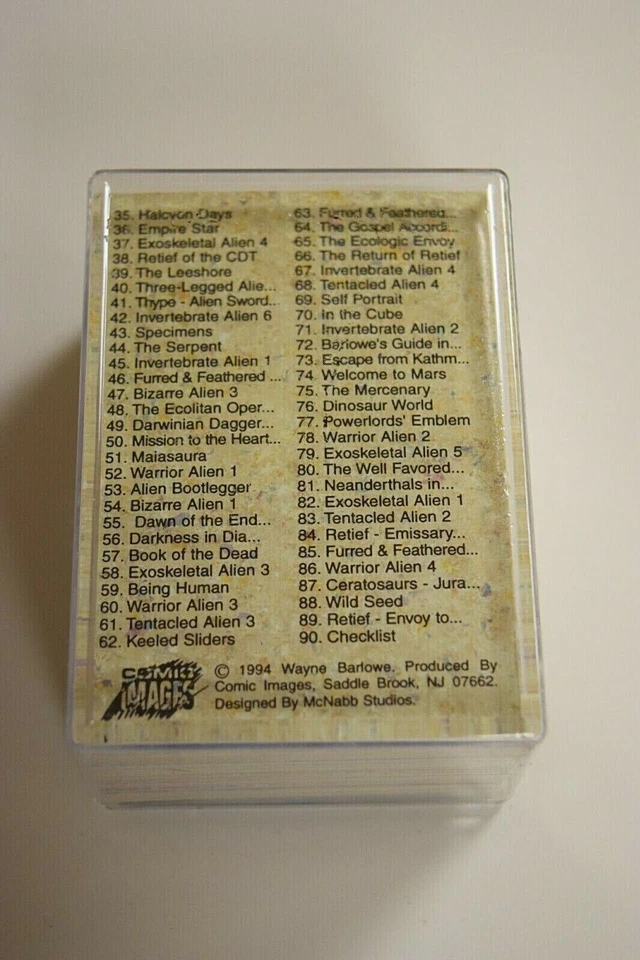 35. Halcyon Days
36. Empire Star
37. Exoskeletal Alien 4
38. Retief of the CDT
39. The Leeshore
40. Three-Legged Alie...
41. Thype - Alien Sword...
42. Invertebrate Alien 6
43. Specimens
44. The Serpent
45. Invertebrate Alien 1
46. Furred & Feathered ...
47. Bizarre Alien 3
48. The Ecolitan Oper...
49. Darwinian Dagger...
50. Mission to the Heart...
51. Maiasaura
52. Warrior Alien 1
53. Alien Bootlegger
54. Bizarre Alien 1
55. Dawn of the End...
56. Darkness in Dia...
57. Book of the Dead
58. Exoskeletal Alien 3
59. Being Human
60. Warrior Alien 3
61. Tentacled Alien 3
62. Keeled Sliders
63. Furred & Feathered...
64. The Gospel Accordi...
65. The Ecologic Envoy
66. The Return of Retief
67. Invertebrate Alien 4
68. Tentacled Alien 4
69. Self Portrait
70. In the Cube
71. Invertebrate Alien 2
72. Barlowe's Guide in...
73. Escape from Kathm...
74. Welcome to Mars
75. The Mercenary
76. Dinosaur World
77. Powerlords' Emblem
78. Warrior Alien 2
79. Exoskeletal Alien 5
80. The Well Favored...
81. Neanderthals in...
82. Exoskeletal Alien 1
83. Tentacled Alien 2
84. Retief - Emissary...
85. Furred & Feathered...
86. Warrior Alien 4
87. Ceratosaurs - Jura...
88. Wild Seed
89. Retief - Envoy to...
90. Checklist
COMIC
IMAGES
© 1994 Wayne Barlowe. Produced By
Comic Images, Saddle Brook, NJ 07662.
Designed By McNabb Studios.